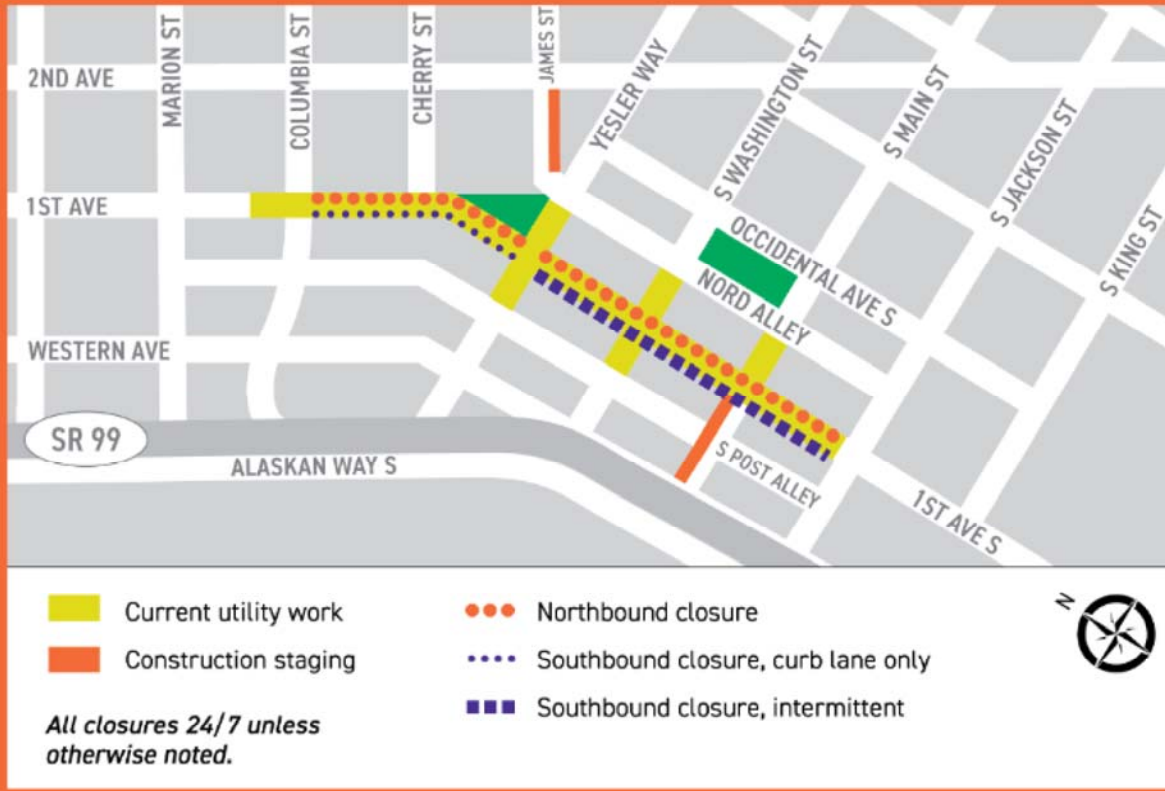 MARION ST
COLUMBIA ST
CHERRY ST
JAMES ST
2ND AVE
YESLER WAY
S WASHINGTON ST
S MAIN ST
S JACKSON ST
S KING ST
1ST AVE
OCCIDENTAL AVE S
NORD ALLEY
WESTERN AVE
SR 99
ALASKAN WAY S
S POST ALLEY
1ST AVE S
Current utility work
Construction staging
All closures 24/7 unless
otherwise noted.
Northbound closure
Southbound closure, curb lane only
Southbound closure, intermittent
N